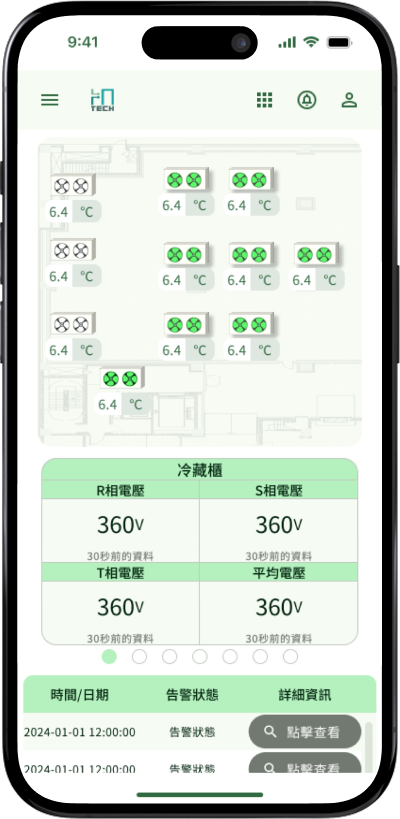 9:41
TECH
6.4 °C
6.4 °C 6.4 °C
6.4 °C
6.4 °C 6.4 °C 6.4 °C
6.4 °C
6.4 °C 6.4 °C
6.4 °C
冷藏櫃
R相電壓 S相電壓
360V 360V
30秒前的資料 30秒前的資料
T相電壓 平均電壓
360V 360V
30秒前的資料 30秒前的資料
時間/日期 告警狀態 詳細資訊
2024-01-01 12:00:00 告警狀態 點擊查看
2024-01-01 12:00:00 告警狀態 點擊查看